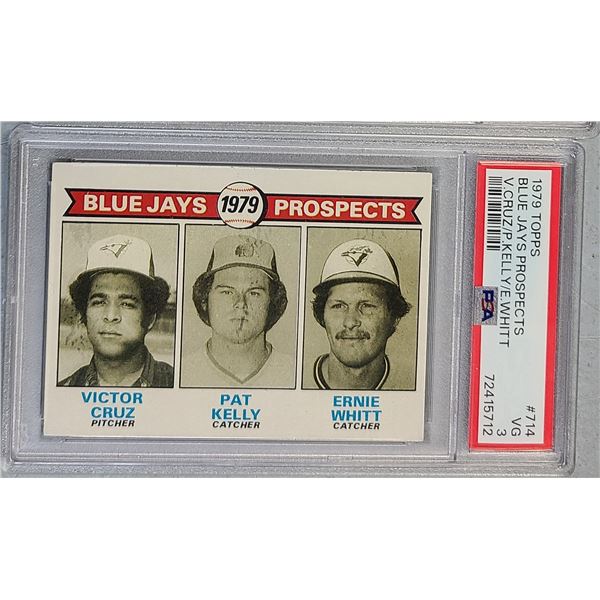 BLUE JAYS 1979 PROSPECTS
VICTOR CRUZ
PITCHER
PAT KELLY
CATCHER
ERNIE WHITT
CATCHER
1979 TOPPS #714
BLUE JAYS PROSPECTS VG
V.CRUZ/P.KELLY/E.WHITT 3
PSA 72415712